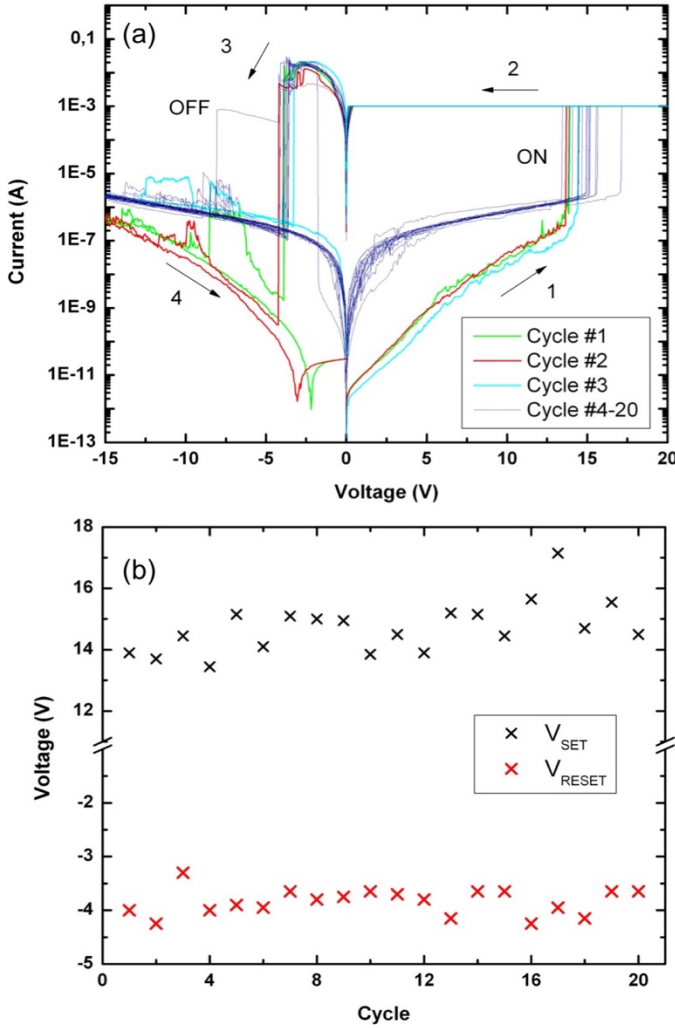 (a)
3
2
OFF
ON
4
1
0,1
1E-3
1E-5
1E-7
1E-9
1E-11
1E-13
Current (A)
-15 -10 -5 0 5 10 15 20
Voltage (V)
Cycle #1
Cycle #2
Cycle #3
Cycle #4-20
(b)
18
16
14
12
-2
-3
-4
-5
Voltage (V)
V_SET
V_RESET
0 4 8 12 16 20
Cycle